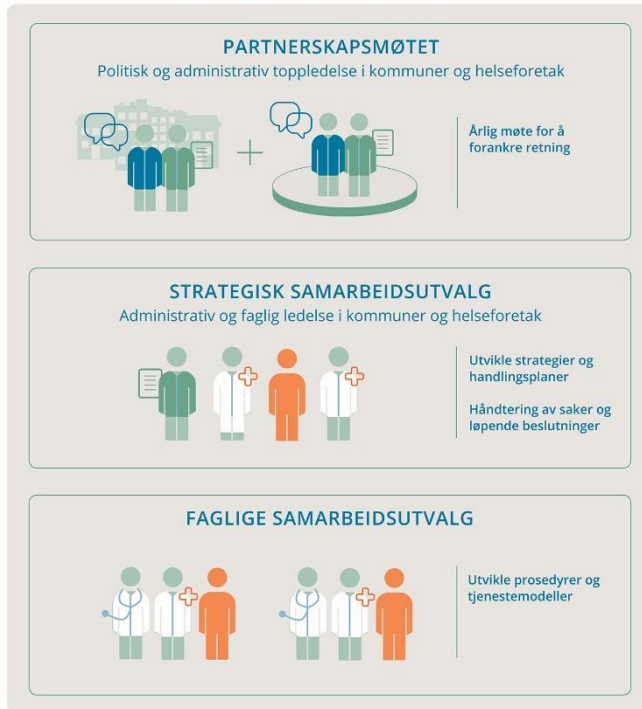 PARTNERSKAPSMØTET
Politisk og administrativ toppledelse i kommuner og helseforetak
Årlig møte for å
forankre retning
STRATEGISK SAMARBEIDSUTVALG
Administrativ og faglig ledelse i kommuner og helseforetak
Utvikle strategier og
handlingsplaner
Håndtering av saker og
løpende beslutninger
FAGLIGE SAMARBEIDSUTVALG
Utvikle prosedyrer og
tjenestemodeller